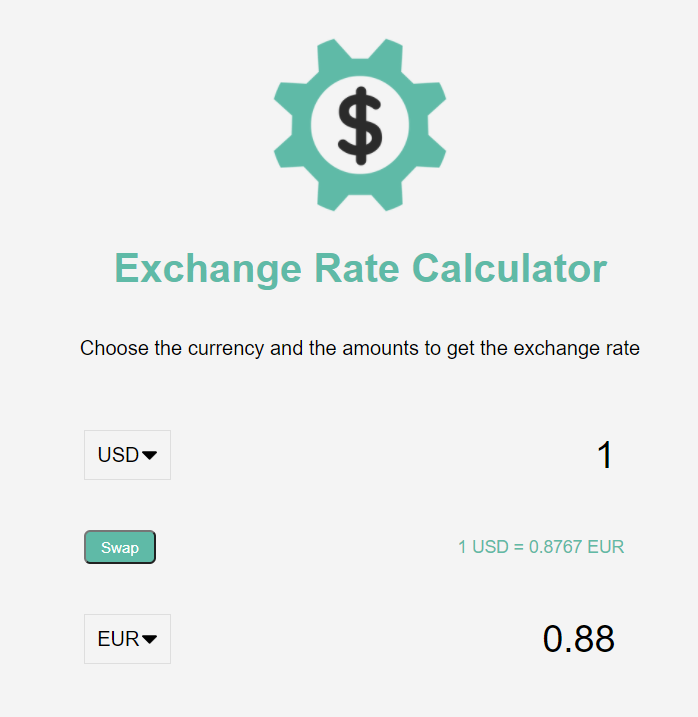 $
Exchange Rate Calculator
Choose the currency and the amounts to get the exchange rate
USD 1
Swap 1 USD = 0.8767 EUR
EUR 0.88